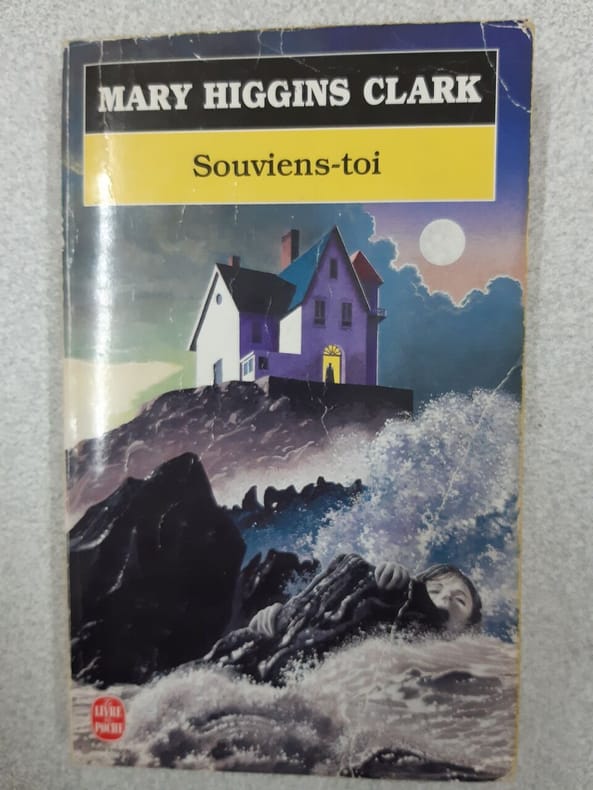 MARY HIGGINS CLARK
Souviens-toi
LE
LIVRE
DE
POCHE